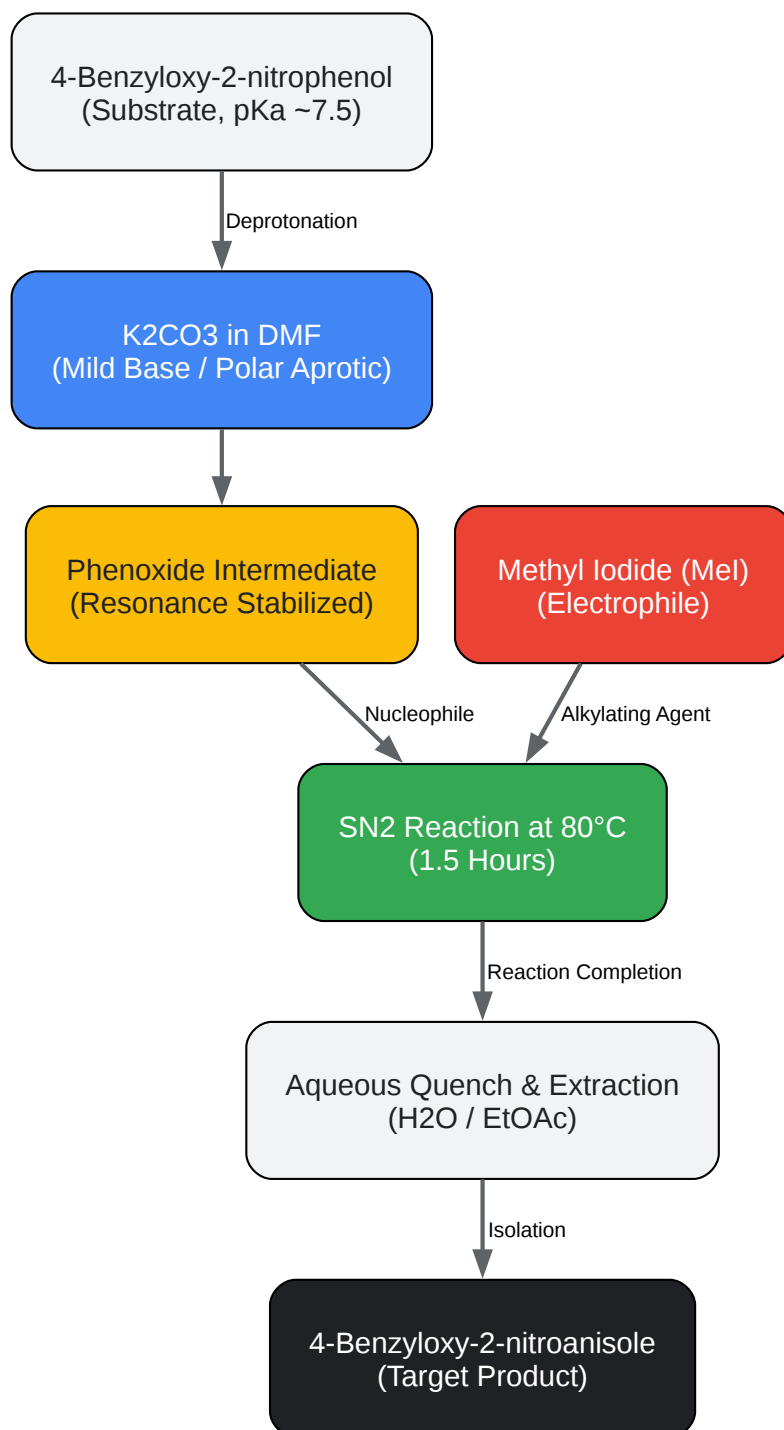 4-Benzyloxy-2-nitrophenol
(Substrate, pKa ~7.5)
Deprotonation
K2CO3 in DMF
(Mild Base / Polar Aprotic)
Phenoxide Intermediate
(Resonance Stabilized)
Methyl Iodide (MeI)
(Electrophile)
Nucleophile
Alkylating Agent
SN2 Reaction at 80°C
(1.5 Hours)
Reaction Completion
Aqueous Quench & Extraction
(H2O / EtOAc)
Isolation
4-Benzyloxy-2-nitroanisole
(Target Product)